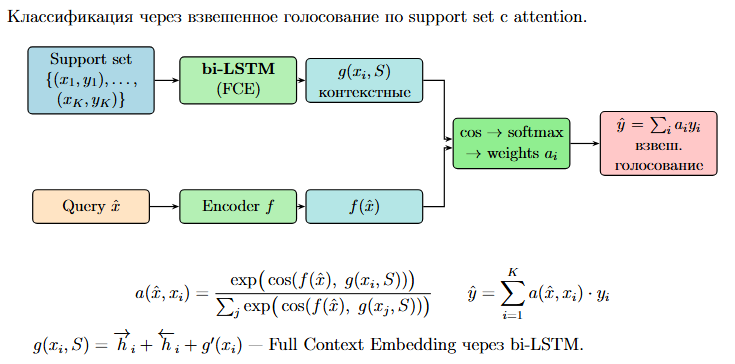 Классификация через взвешенное голосование по support set с attention.
Support set
{(x₁, y₁), . . . ,
(x_K, y_K)}
bi-LSTM
(FCE)
g(xᵢ, S)
контекстные
cos → softmax
→ weights aᵢ
ŷ = ∑ᵢ aᵢyᵢ
взвеш.
голосование
Query x̂
Encoder f
f(x̂)
a(x̂, xᵢ) = exp(cos(f(x̂), g(xᵢ, S))) / ∑ⱼ exp(cos(f(x̂), g(xⱼ, S)))
ŷ = ∑_{i=1}^{K} a(x̂, xᵢ) · yᵢ
g(xᵢ, S) = h→ᵢ + h←ᵢ + g′(xᵢ) — Full Context Embedding через bi-LSTM.